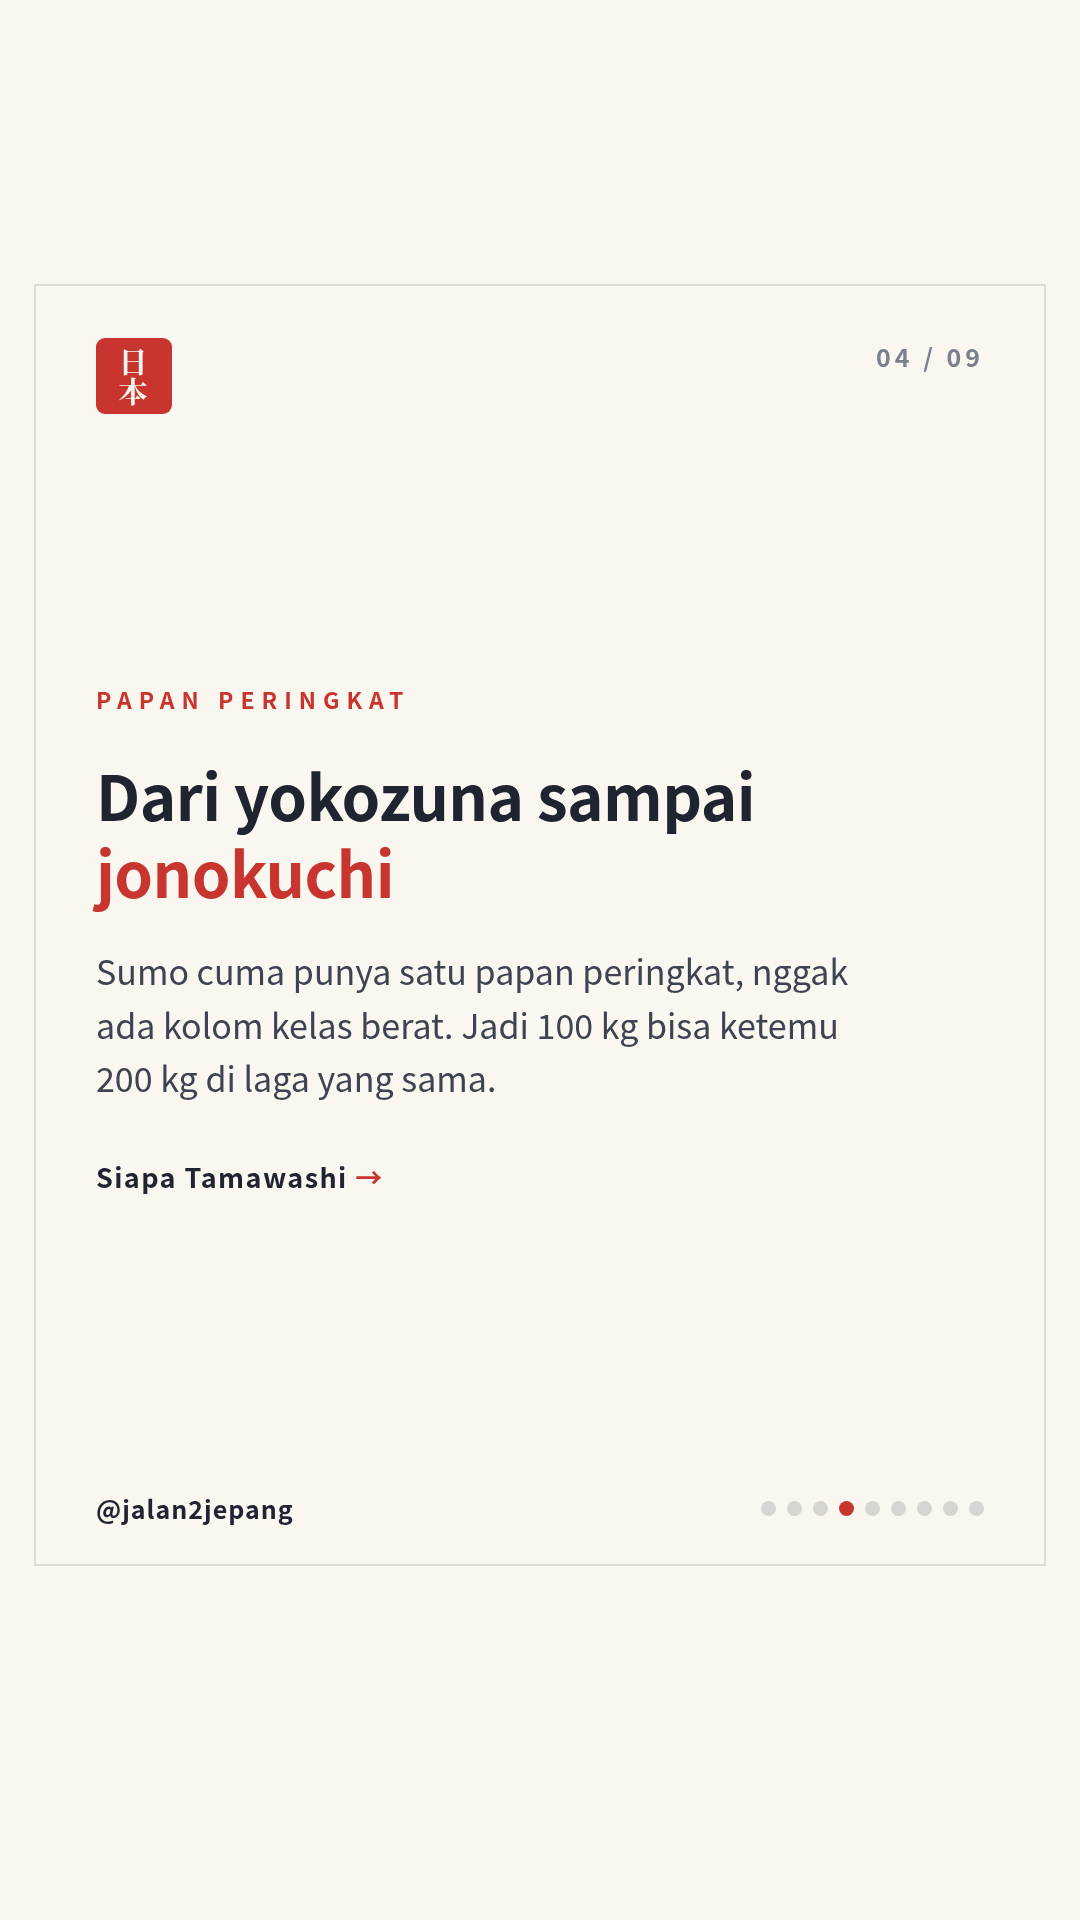 日本
04 / 09
PAPAN PERINGKAT
Dari yokozuna sampai
jonokuchi
Sumo cuma punya satu papan peringkat, nggak
ada kolom kelas berat. Jadi 100 kg bisa ketemu
200 kg di laga yang sama.
Siapa Tamawashi →
@jalan2jepang